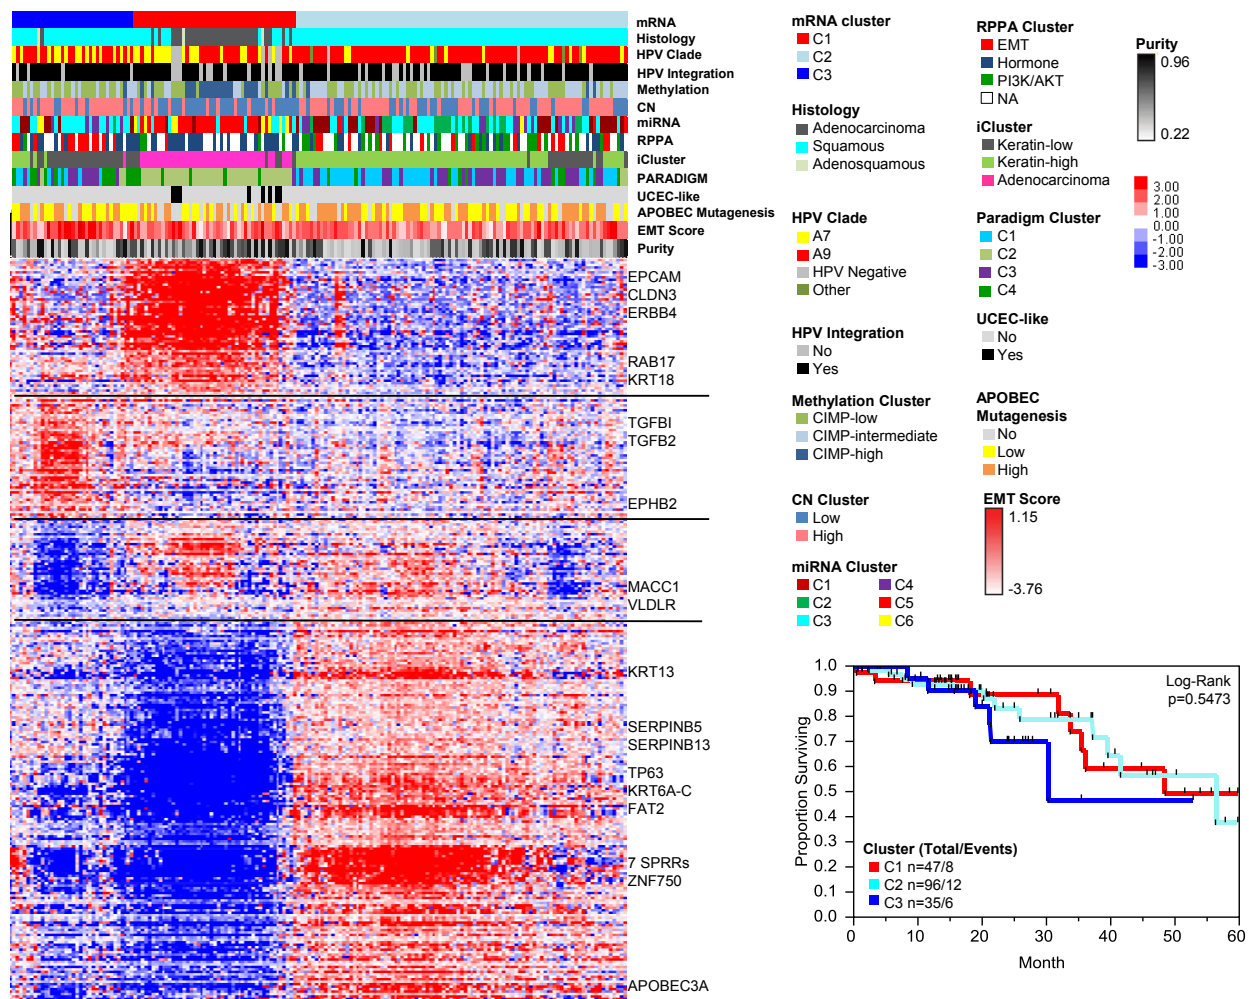 mRNA
Histology
HPV Clade
HPV Integration
Methylation
CN
miRNA
RPPA
iCluster
PARADIGM
UCEC-like
APOBEC Mutagenesis
EMT Score
Purity
EPCAM
CLDN3
ERBB4
RAB17
KRT18
TGFBI
TGFB2
EPHB2
MACC1
VLDLR
KRT13
SERPINB5
SERPINB13
TP63
KRT6A-C
FAT2
7 SPRRs
ZNF750
APOBEC3A
mRNA cluster
C1
C2
C3
Histology
Adenocarcinoma
Squamous
Adenosquamous
HPV Clade
A7
A9
HPV Negative
Other
HPV Integration
No
Yes
Methylation Cluster
CIMP-low
CIMP-intermediate
CIMP-high
CN Cluster
Low
High
miRNA Cluster
C1 C4
C2 C5
C3 C6
RPPA Cluster
EMT
Hormone
PI3K/AKT
NA
iCluster
Keratin-low
Keratin-high
Adenocarcinoma
Paradigm Cluster
C1
C2
C3
C4
UCEC-like
No
Yes
APOBEC
Mutagenesis
No
Low
High
EMT Score
1.15
-3.76
Purity
0.96
0.22
3.00
2.00
1.00
0.00
-1.00
-2.00
-3.00
Log-Rank
p=0.5473
Proportion Surviving
1.0
0.9
0.8
0.7
0.6
0.5
0.4
0.3
0.2
0.1
0.0
Cluster (Total/Events)
C1 n=47/8
C2 n=96/12
C3 n=35/6
0 10 20 30 40 50 60
Month